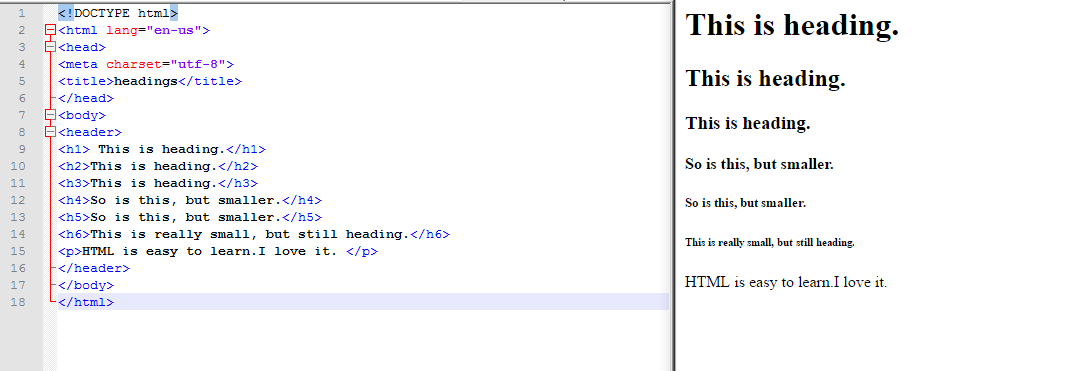 1 <!DOCTYPE html>
2 <html lang="en-us">
3 <head>
4 <meta charset="utf-8">
5 <title>headings</title>
6 </head>
7 <body>
8 <header>
9 <h1> This is heading.</h1>
10 <h2>This is heading.</h2>
11 <h3>This is heading.</h3>
12 <h4>So is this, but smaller.</h4>
13 <h5>So is this, but smaller.</h5>
14 <h6>This is really small, but still heading.</h6>
15 <p>HTML is easy to learn.I love it. </p>
16 </header>
17 </body>
18 </html>
This is heading.
This is heading.
This is heading.
So is this, but smaller.
So is this, but smaller.
This is really small, but still heading.
HTML is easy to learn.I love it.